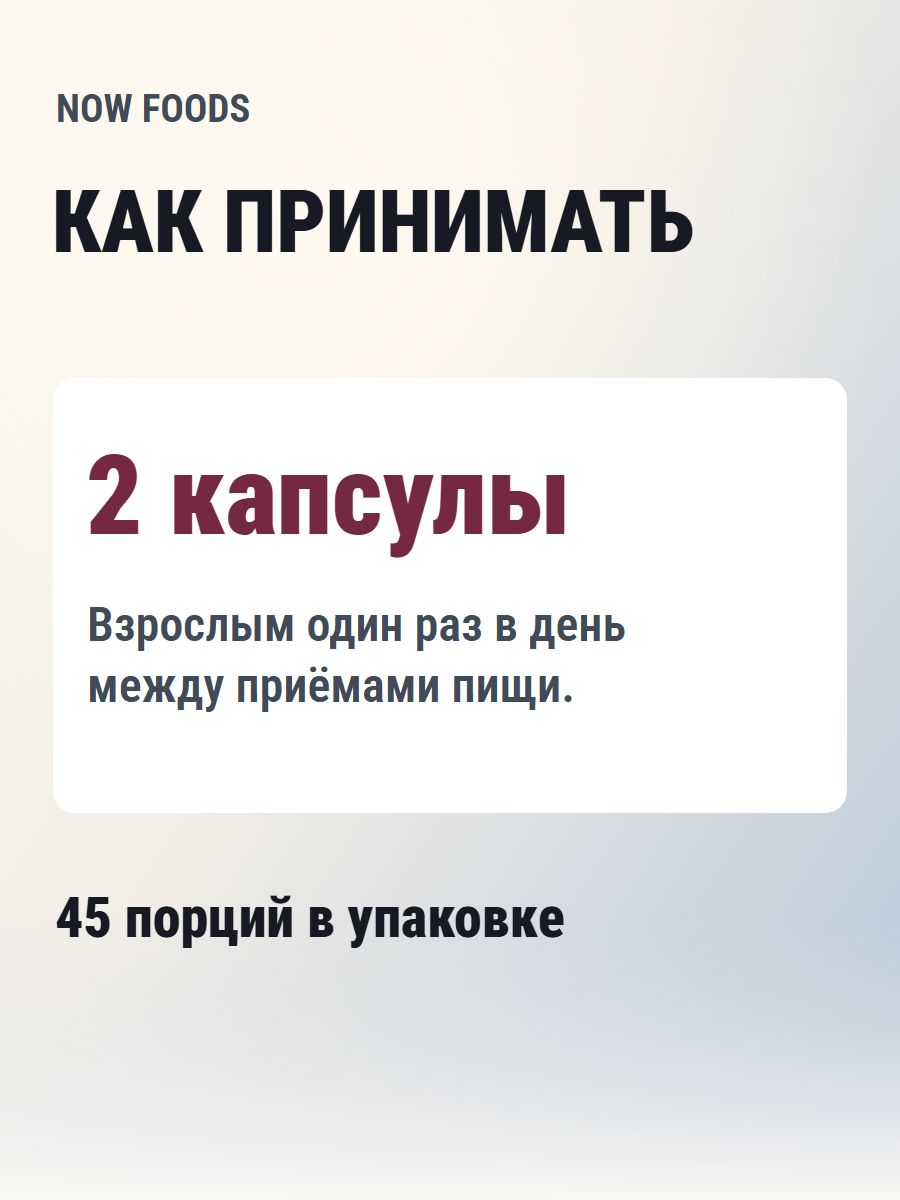 NOW FOODS
КАК ПРИНИМАТЬ
2 капсулы
Взрослым один раз в день
между приёмами пищи.
45 порций в упаковке